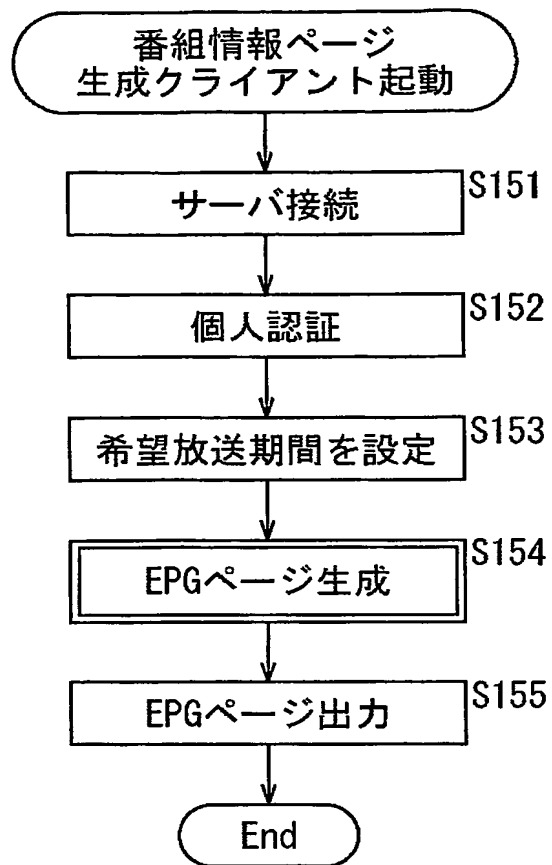 番組情報ページ
生成クライアント起動
サーバ接続
S151
個人認証
S152
希望放送期間を設定
S153
EPGページ生成
S154
EPGページ出力
S155
End